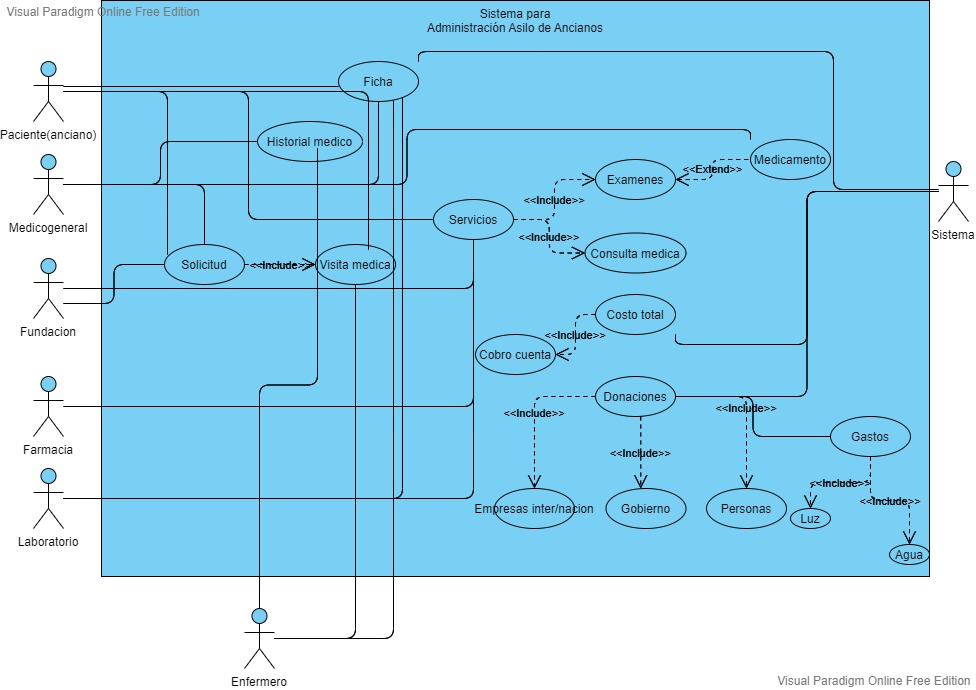 Visual Paradigm Online Free Edition
Sistema para
Administración Asilo de Ancianos
Paciente(anciano)
Ficha
Historial medico
Medicamento
<<Extend>>
Examenes
<<Include>>
Medicogeneral
Servicios
Sistema
<<Include>>
Consulta medica
Solicitud
<<Include>>
Visita medica
Fundacion
Costo total
<<Include>>
Cobro cuenta
Donaciones
<<Include>>
<<Include>>
Gastos
Farmacia
<<Include>>
<<Include>>
<<Include>>
Empresas inter/nacion
Gobierno
Personas
Luz
Laboratorio
Agua
Enfermero
Visual Paradigm Online Free Edition